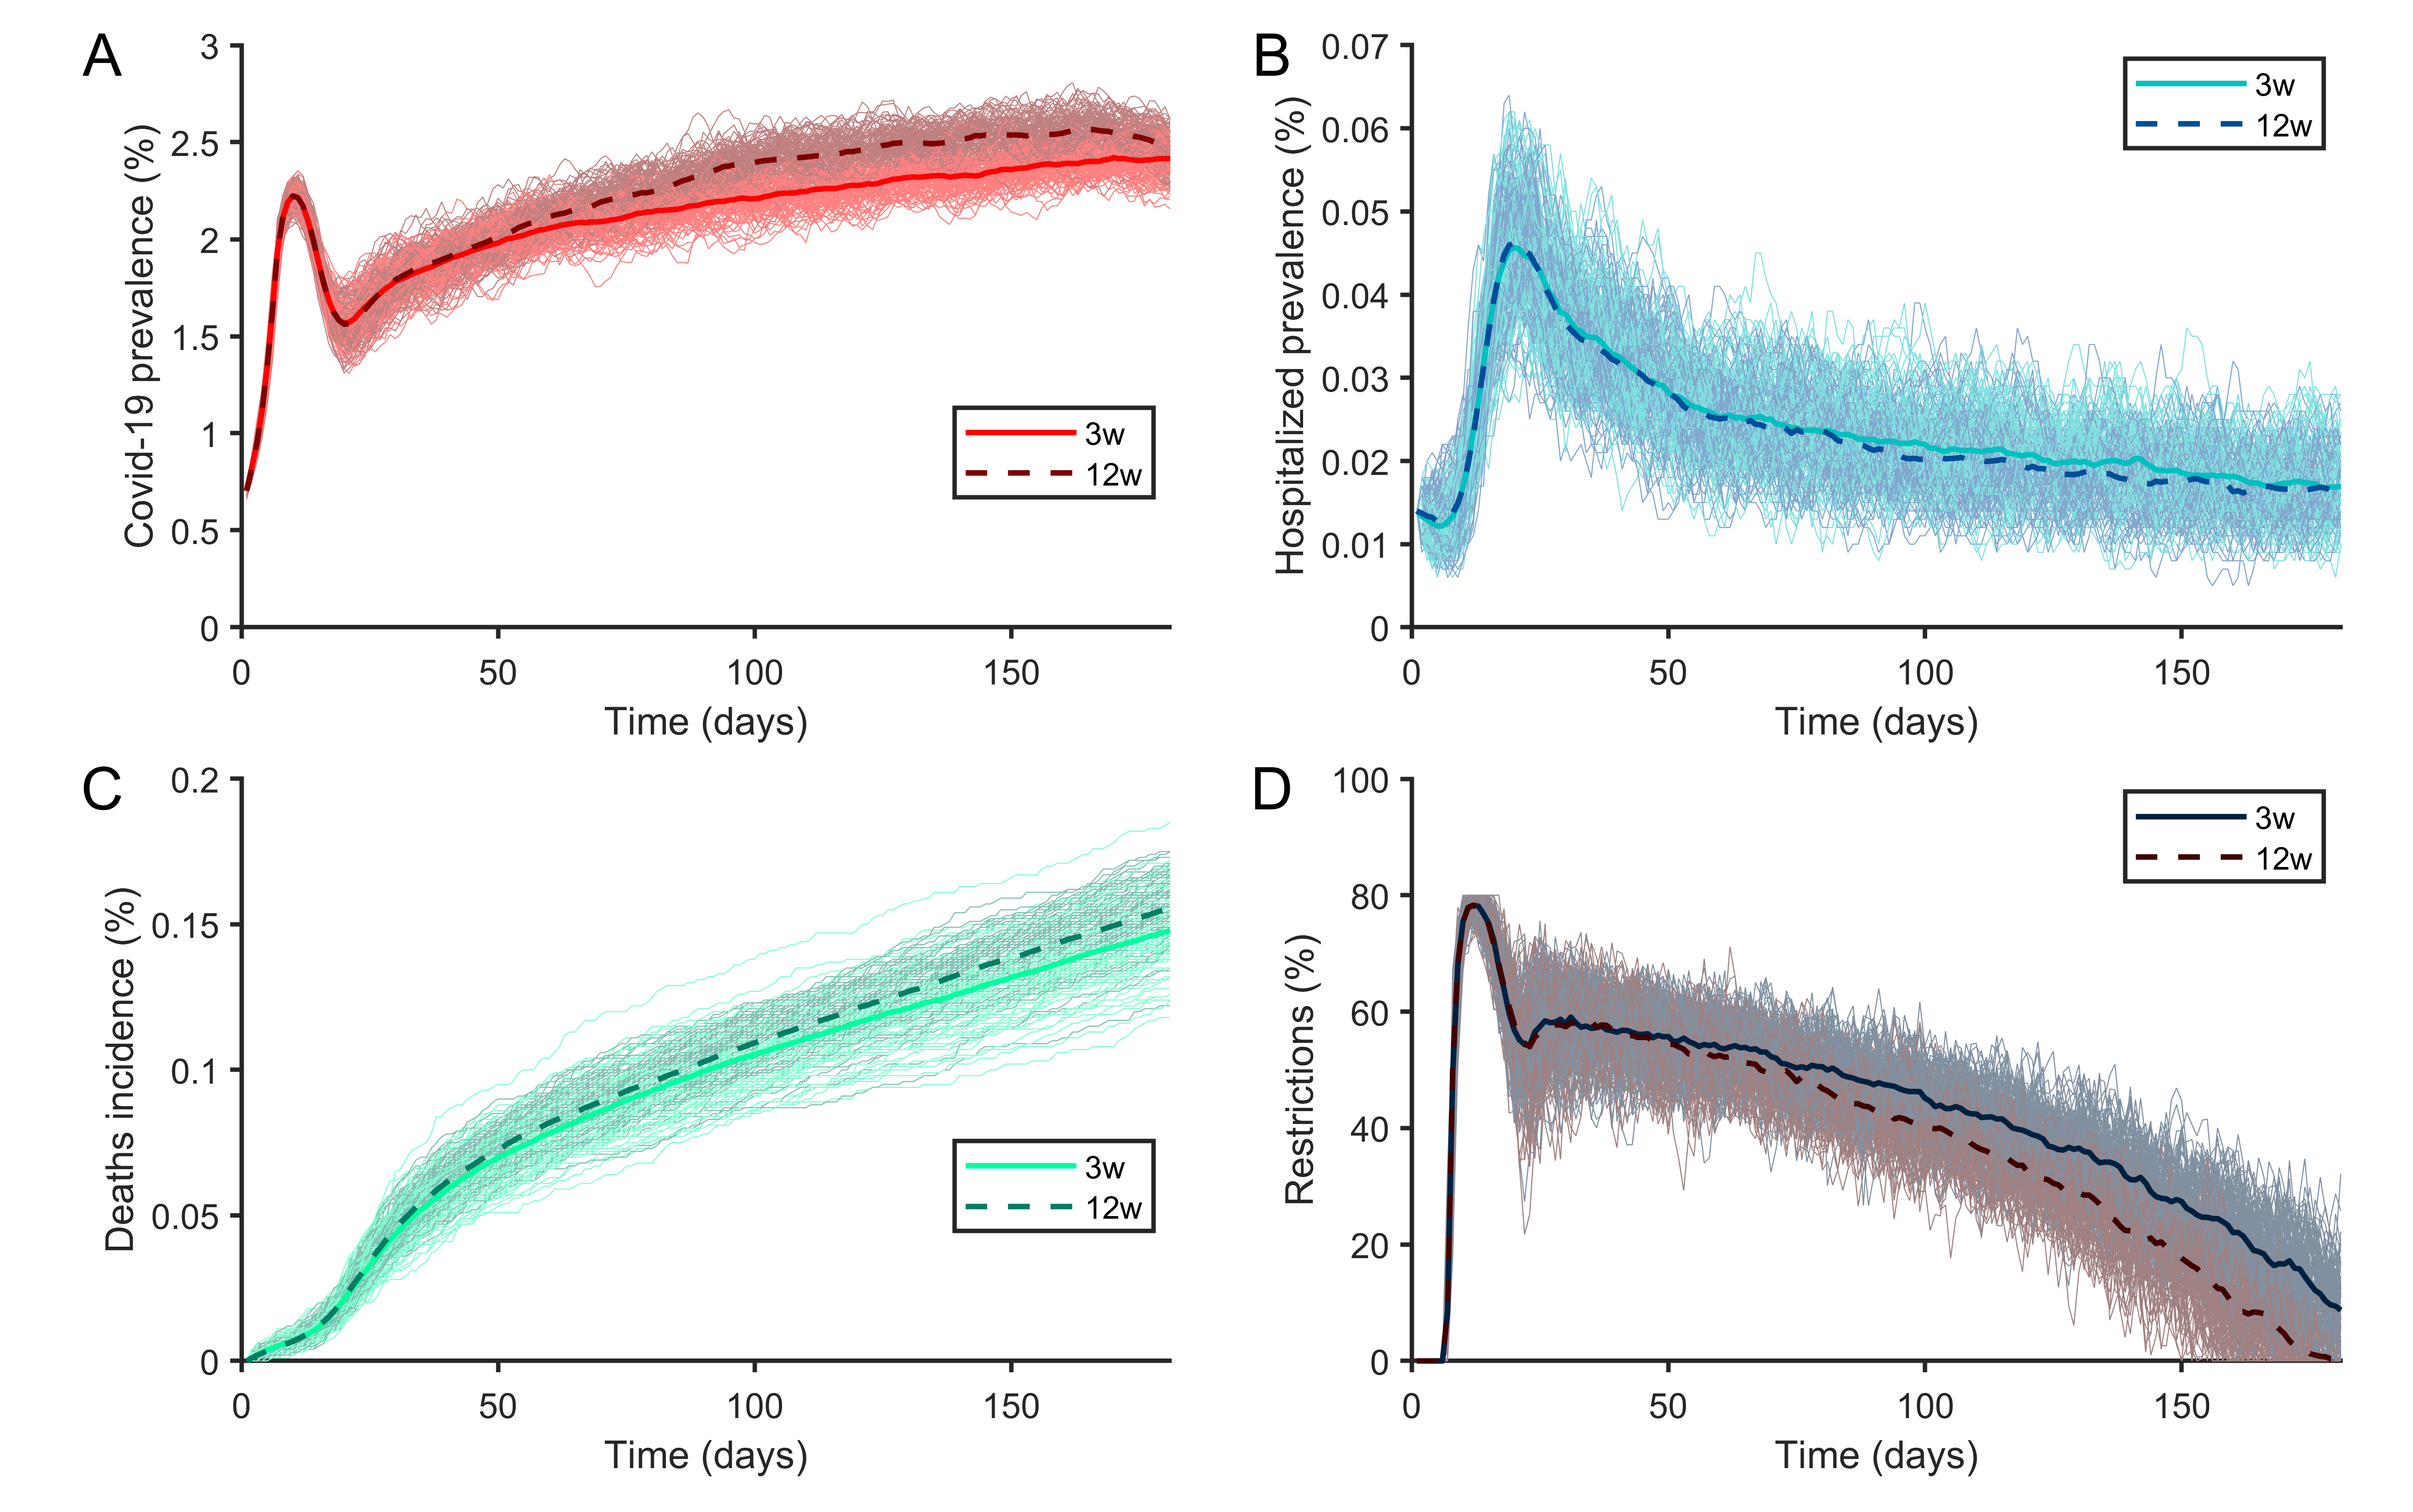 A
Covid-19 prevalence (%)
3
2.5
2
1.5
1
0.5
0
3w
12w
0 50 100 150
Time (days)
B
Hospitalized prevalence (%)
0.07
0.06
0.05
0.04
0.03
0.02
0.01
0
3w
12w
0 50 100 150
Time (days)
C
Deaths incidence (%)
0.2
0.15
0.1
0.05
0
3w
12w
0 50 100 150
Time (days)
D
Restrictions (%)
100
80
60
40
20
0
3w
12w
0 50 100 150
Time (days)